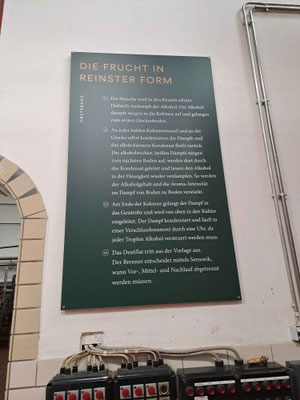 DIE FRUCHT IN
REINSTER FORM
Die Maische wird in den Kesseln erhitzt.
Dadurch verdampft der Alkohol. Die Alkohol-
dämpfe steigen in die Kolonne auf und gelangen
zum ersten Glockenboden.
An jeder kühlen Kolonnenwand und an der
Glocke selbst kondensieren die Dämpfe und
das alkoholärmere Kondensat fließt zurück.
Die alkoholreichen, heißen Dämpfe steigen
zum nächsten Boden auf, werden dort durch
das Kondensat geleitet und lassen den Alkohol
in der Flüssigkeit wieder verdampfen. So werden
der Alkoholgehalt und die Aroma-Intensität
von Boden zu Boden verstärkt.
Am Ende der Kolonne gelangt der Dampf in
das Geistrohr und wird von oben in den Kühler
eingeleitet. Der Dampf kondensiert und läuft in
einer Verschlussbrennerei durch eine Uhr, da
jeder Tropfen Alkohol versteuert werden muss.
Das Destillat tritt aus der Vorlage aus.
Der Brenner entscheidet mittels Sensorik,
wann Vor-, Mittel- und Nachlauf abgetrennt
werden müssen.